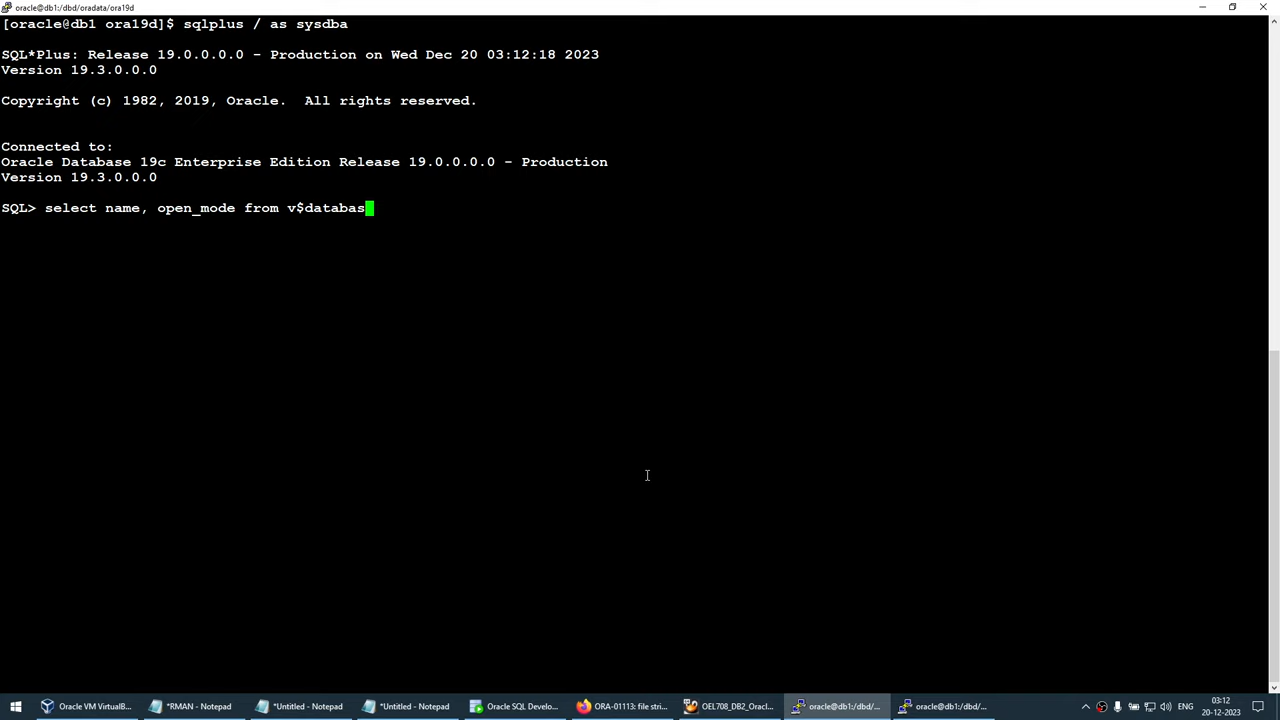 oracle@db1:/dbd/oradata/ora19d
[oracle@db1 ora19d]$ sqlplus / as sysdba
SQL*Plus: Release 19.0.0.0.0 - Production on Wed Dec 20 03:12:18 2023
Version 19.3.0.0.0
Copyright (c) 1982, 2019, Oracle.  All rights reserved.
Connected to:
Oracle Database 19c Enterprise Edition Release 19.0.0.0.0 - Production
Version 19.3.0.0.0
SQL> select name, open_mode from v$databas
Oracle VM VirtualB...
*RMAN - Notepad
*Untitled - Notepad
*Untitled - Notepad
Oracle SQL Develo...
ORA-01113: file stri...
OEL708_DB2_Oracl...
oracle@db1:/dbd/...
oracle@db1:/dbd/...
ENG
03:12
20-12-2023